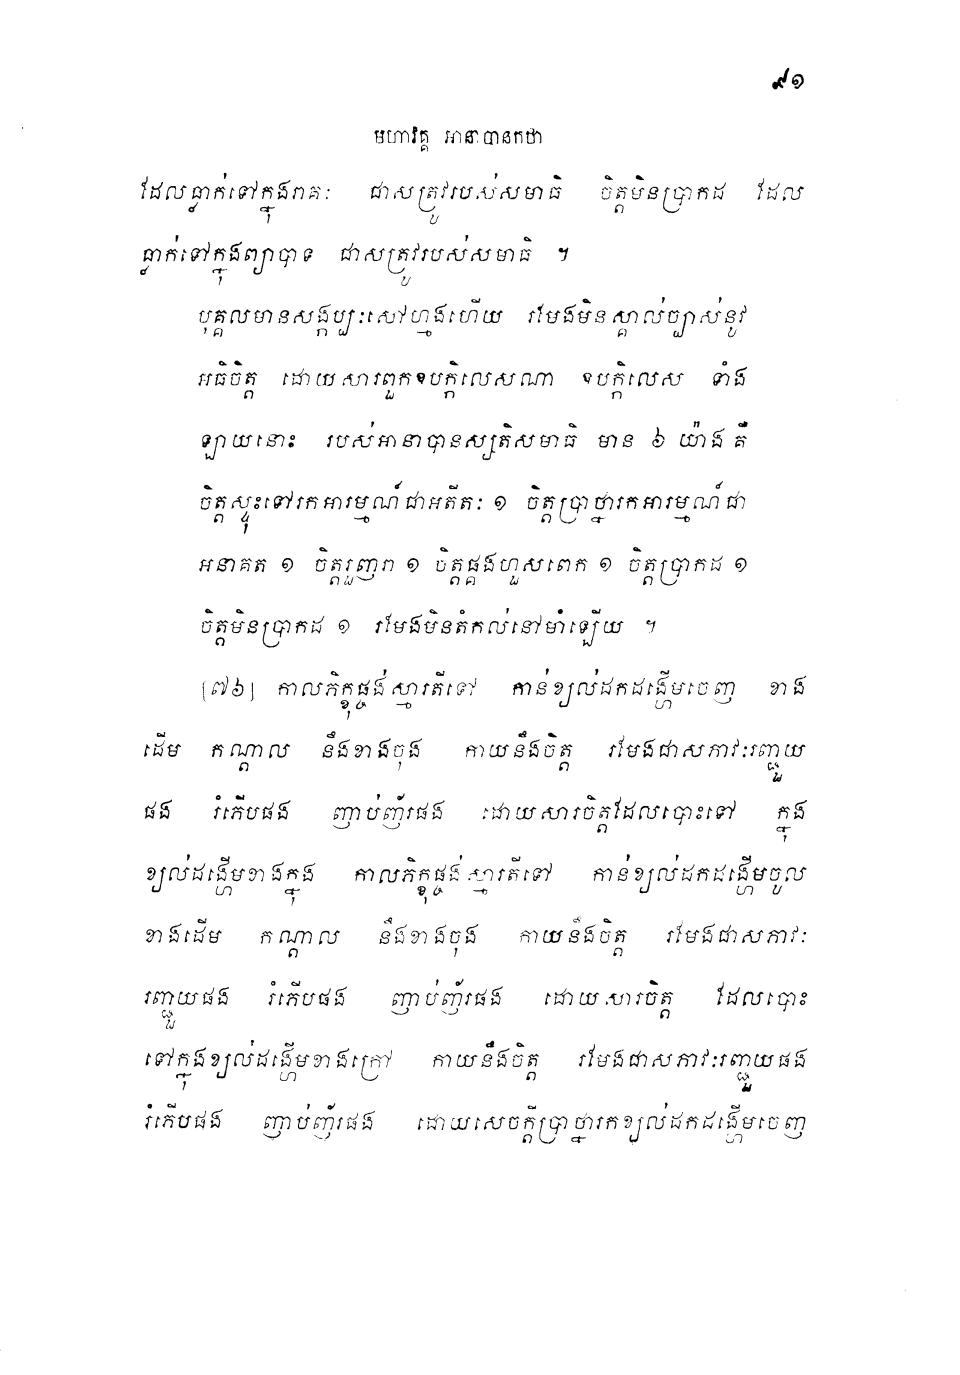 ៩១
មហាវគ្គ អានាបានកថា
ដែលធ្លាក់ទៅក្នុងរាគៈ ជាសត្រូវរបស់សមាធិ ចិត្តមិនប្រាកដ ដែល
ធ្លាក់ទៅក្នុងព្យាបាទ ជាសត្រូវរបស់សមាធិ ។
បុគ្គលមានសង្កប្បៈសៅហ្មងហើយ រមែងមិនស្គាល់ច្បាស់នូវ
អធិចិត្ត ដោយសារពួកឧបក្កិលេសណា ឧបក្កិលេស ទាំង
ឡាយនោះ របស់អានាបានស្សតិសមាធិ មាន ៦ យ៉ាង គឺ
ចិត្តស្ទុះទៅរកអារម្មណ៍ជាអតីតៈ ១ ចិត្តប្រាថ្នារកអារម្មណ៍ជា
អនាគត ១ ចិត្តរួញរា ១ ចិត្តផ្គងហួសពេក ១ ចិត្តប្រាកដ ១
ចិត្តមិនប្រាកដ ១ រមែងមិនតំកល់នៅមាំឡើយ ។
[៧៦] កាលភិក្ខុផ្ចង់ស្មារតីទៅ កាន់ខ្យល់ដកដង្ហើមចេញ ខាង
ដើម កណ្តាល នឹងខាងចុង កាយនឹងចិត្ត រមែងជាសភាវៈរញ្ជួយ
ផង រំភើបផង ញាប់ញ័រផង ដោយសារចិត្តដែលបោះទៅ ក្នុង
ខ្យល់ដង្ហើមខាងក្នុង កាលភិក្ខុផ្ចង់ស្មារតីទៅ កាន់ខ្យល់ដកដង្ហើមចូល
ខាងដើម កណ្តាល នឹងខាងចុង កាយនឹងចិត្ត រមែងជាសភាវៈ
រញ្ជួយផង រំភើបផង ញាប់ញ័រផង ដោយសារចិត្ត ដែលបោះ
ទៅក្នុងខ្យល់ដង្ហើមខាងក្រៅ កាយនឹងចិត្ត រមែងជាសភាវៈរញ្ជួយផង
រំភើបផង ញាប់ញ័រផង ដោយសេចក្តីប្រាថ្នារកខ្យល់ដកដង្ហើមចេញ